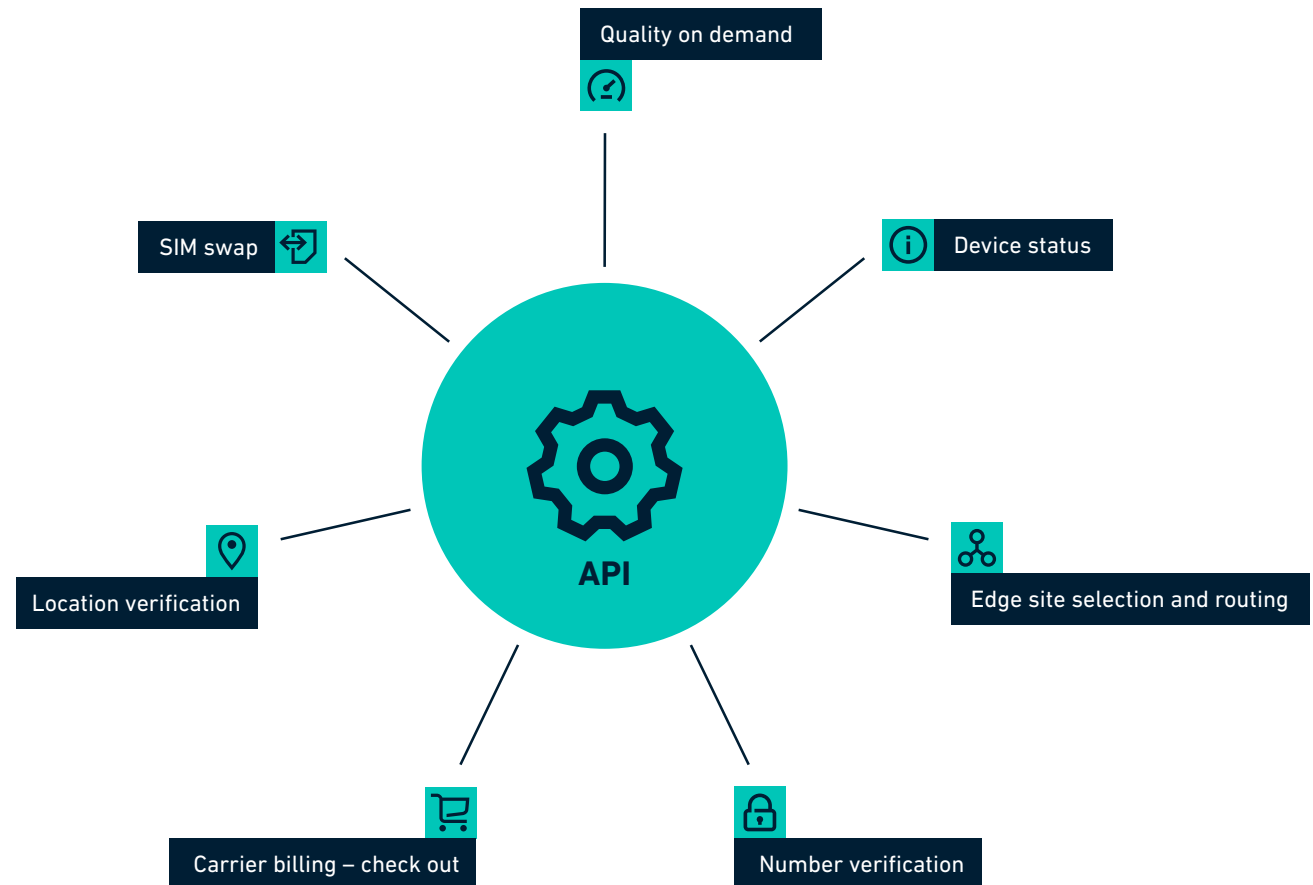 Quality on demand
SIM swap
Device status
API
Location verification
Edge site selection and routing
Carrier billing – check out
Number verification